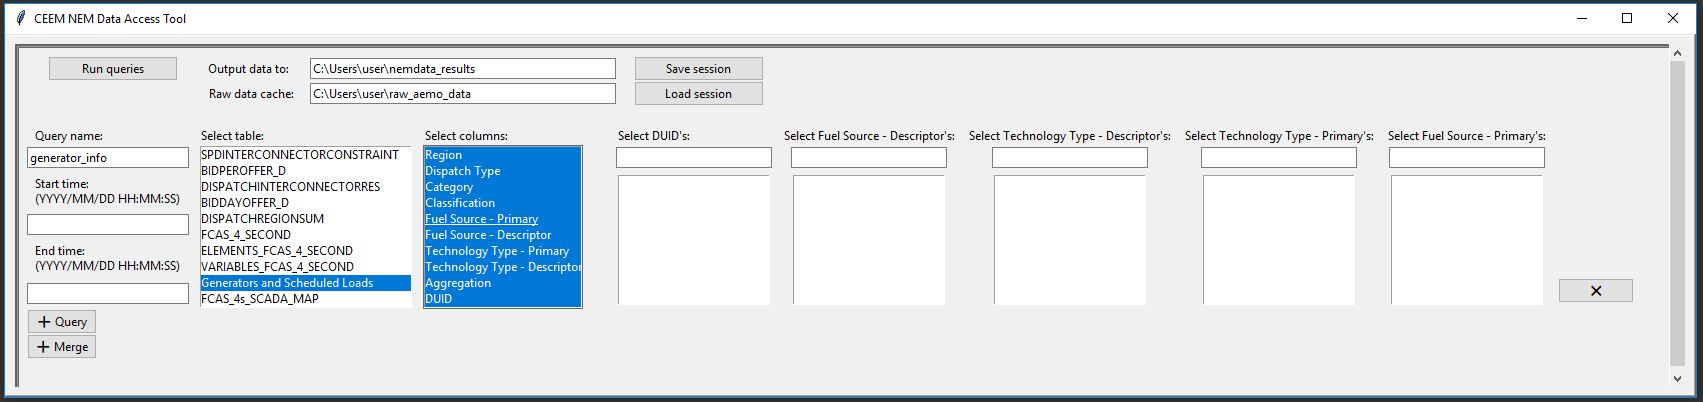 CEEM NEM Data Access Tool
Run queries
Output data to:
C:\Users\user\nemdata_results
Save session
Raw data cache:
C:\Users\user\raw_aemo_data
Load session
Query name:
generator_info
Start time:
(YYYY/MM/DD HH:MM:SS)
End time:
(YYYY/MM/DD HH:MM:SS)
+ Query
+ Merge
Select table:
SPDINTERCONNECTORCONSTRAINT
BIDPEROFFER_D
DISPATCHINTERCONNECTORRES
BIDDAYOFFER_D
DISPATCHREGIONSUM
FCAS_4_SECOND
ELEMENTS_FCAS_4_SECOND
VARIABLES_FCAS_4_SECOND
Generators and Scheduled Loads
FCAS_4s_SCADA_MAP
Select columns:
Region
Dispatch Type
Category
Classification
Fuel Source - Primary
Fuel Source - Descriptor
Technology Type - Primary
Technology Type - Descriptor
Aggregation
DUID
Select DUID's:
Select Fuel Source - Descriptor's:
Select Technology Type - Descriptor's:
Select Technology Type - Primary's:
Select Fuel Source - Primary's: